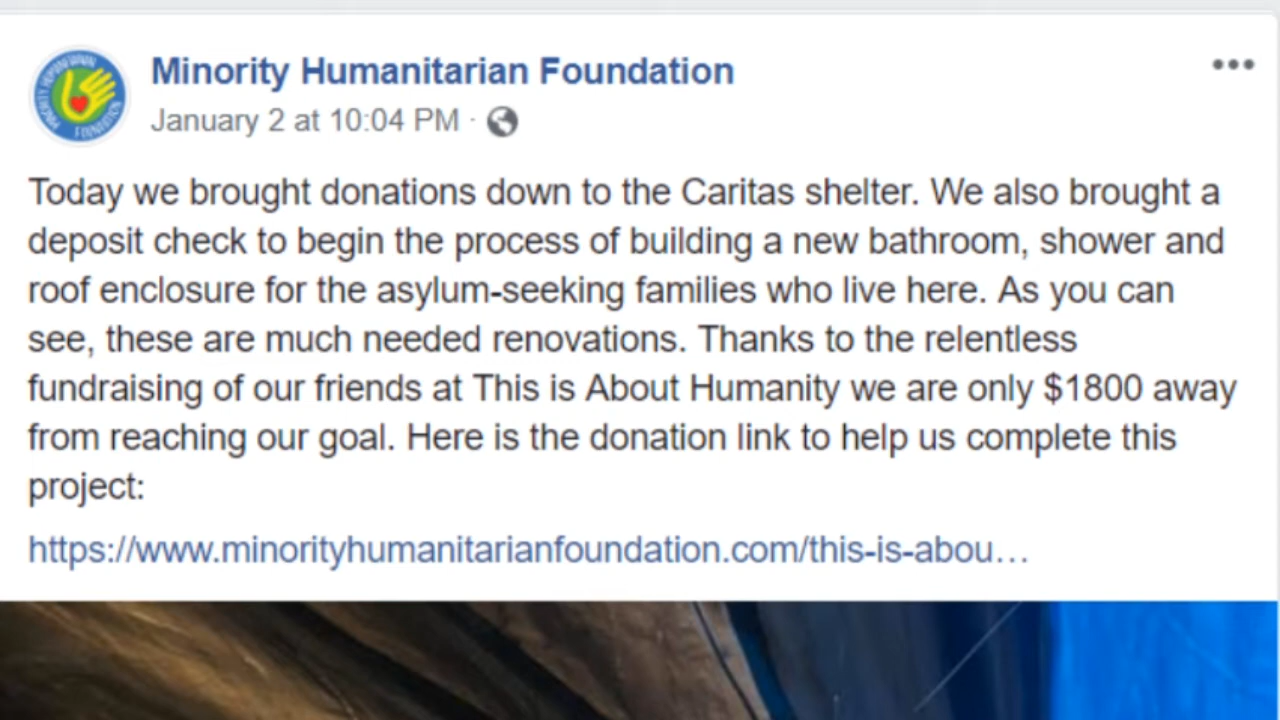 Minority Humanitarian Foundation
January 2 at 10:04 PM ·
MINORITY HUMANITARIAN
FOUNDATION
Today we brought donations down to the Caritas shelter. We also brought a
deposit check to begin the process of building a new bathroom, shower and
roof enclosure for the asylum-seeking families who live here. As you can
see, these are much needed renovations. Thanks to the relentless
fundraising of our friends at This is About Humanity we are only $1800 away
from reaching our goal. Here is the donation link to help us complete this
project:
https://www.minorityhumanitarianfoundation.com/this-is-abou…